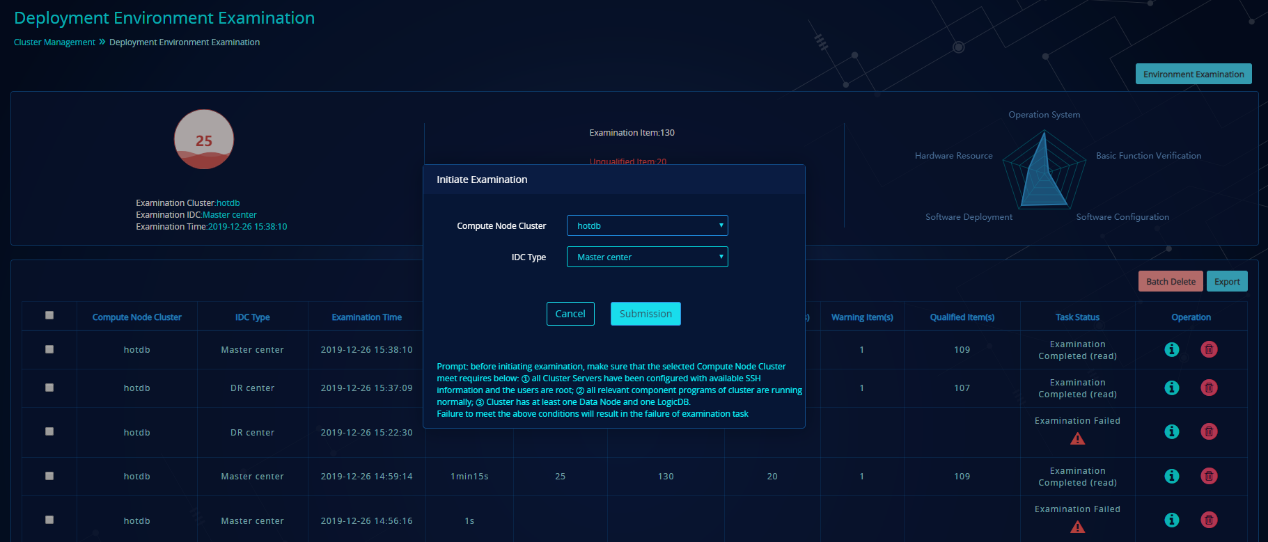 Deployment Environment Examination
Cluster Management » Deployment Environment Examination
Environment Examination
25
Examination Cluster:hotdb
Examination IDC:Master center
Examination Time:2019-12-26 15:38:10
Examination Item:130
Unqualified Item:20
Operation System
Hardware Resource
Basic Function Verification
Software Deployment
Software Configuration
Initiate Examination
Compute Node Cluster
hotdb
IDC Type
Master center
Cancel
Submission
Prompt: before initiating examination, make sure that the selected Compute Node Cluster
meet requires below: ① all Cluster Servers have been configured with available SSH
information and the users are root; ② all relevant component programs of cluster are running
normally; ③ Cluster has at least one Data Node and one LogicDB.
Failure to meet the above conditions will result in the failure of examination task
Batch Delete Export
Compute Node Cluster IDC Type Examination Time Warning Item(s) Qualified Item(s) Task Status Operation
hotdb Master center 2019-12-26 15:38:10 1 109 Examination
Completed (read)
hotdb DR center 2019-12-26 15:37:09 1 107 Examination
Completed (read)
hotdb DR center 2019-12-26 15:22:30 Examination Failed
hotdb Master center 2019-12-26 14:59:14 1min15s 25 130 20 1 109 Examination
Completed (read)
hotdb Master center 2019-12-26 14:56:16 1s Examination Failed